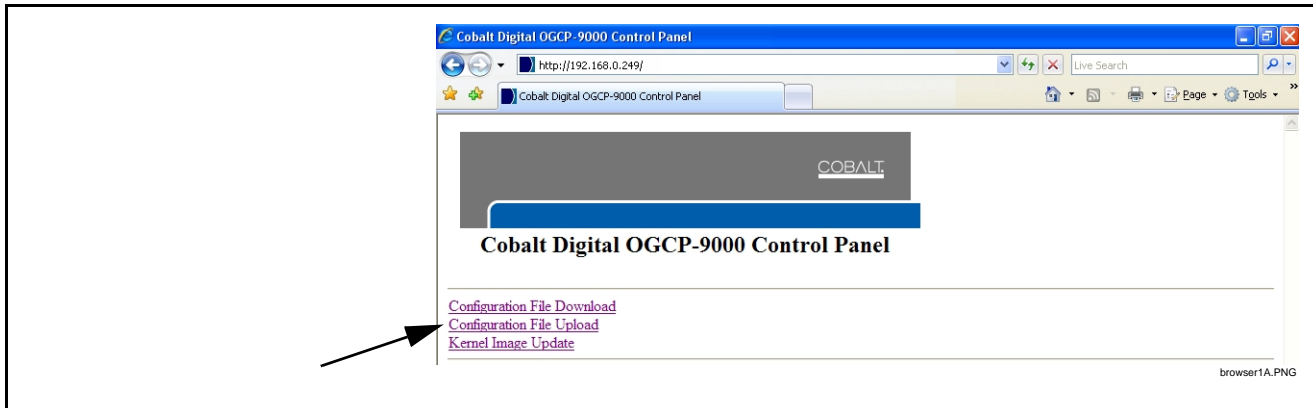 Cobalt Digital OGCP-9000 Control Panel
http://192.168.0.249/
Live Search
Cobalt Digital OGCP-9000 Control Panel
Page
Tools
»
COBALT
Cobalt Digital OGCP-9000 Control Panel
Configuration File Download
Configuration File Upload
Kernel Image Update
browser1A.PNG